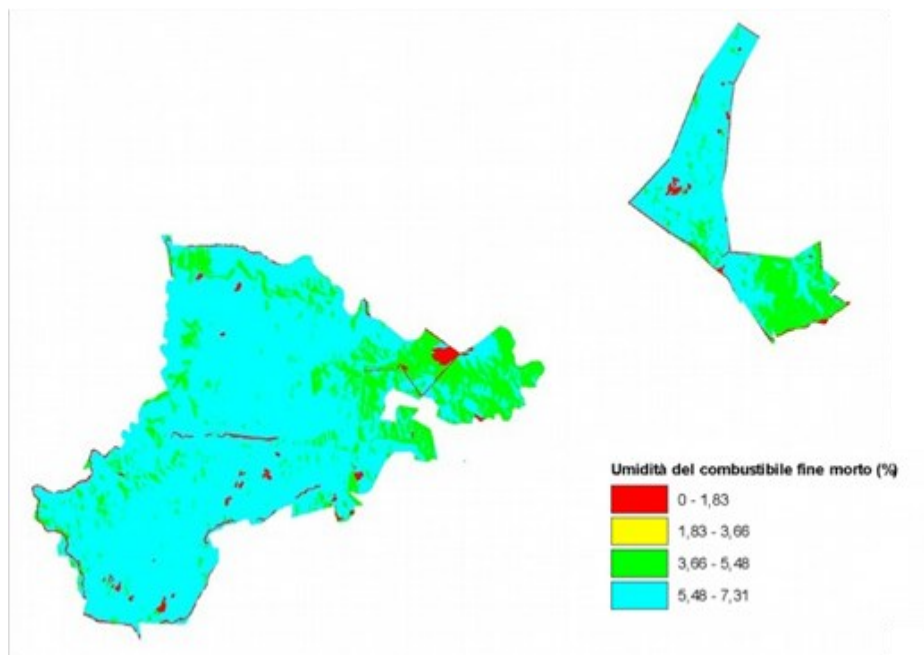 Umidità del combustibile fine morto (%)
0 - 1,83
1,83 - 3,66
3,66 - 5,48
5,48 - 7,31